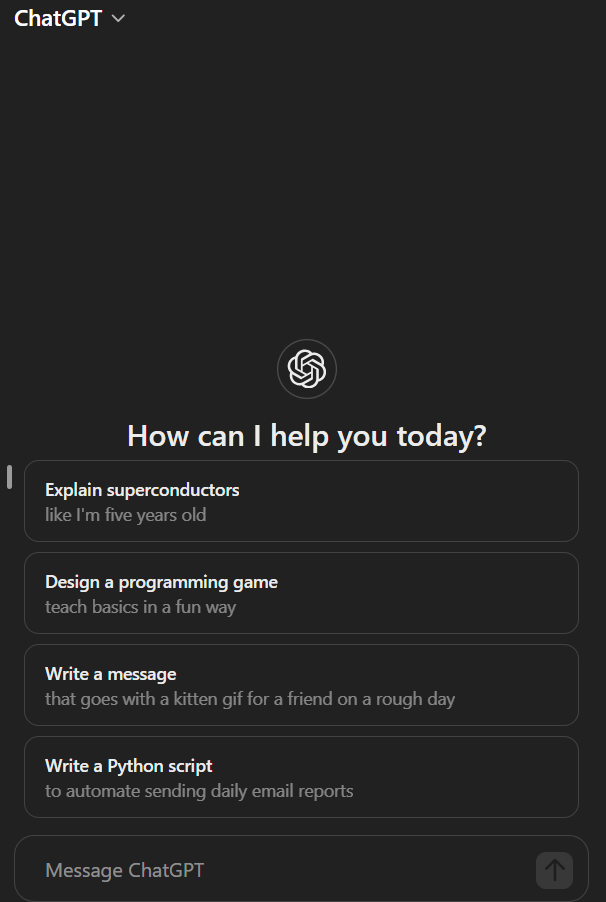 ChatGPT
How can I help you today?
Explain superconductors
like I'm five years old
Design a programming game
teach basics in a fun way
Write a message
that goes with a kitten gif for a friend on a rough day
Write a Python script
to automate sending daily email reports
Message ChatGPT